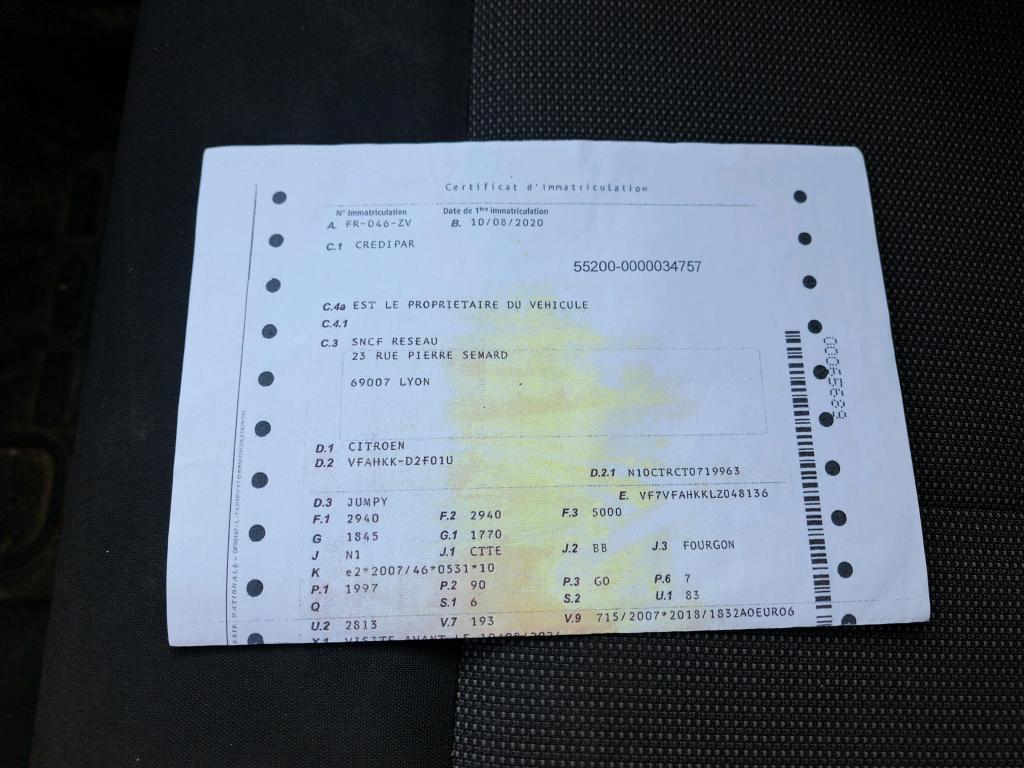 Certificat d'immatriculation
N° Immatriculation Date de 1ère immatriculation
A. FR-046-ZV B. 10/08/2020
C.1 CREDIPAR
55200-0000034757
C.4a EST LE PROPRIETAIRE DU VEHICULE
C.4.1
C.3 SNCF RESEAU
23 RUE PIERRE SEMARD
69007 LYON
D.1 CITROEN
D.2 VFAHKK-D2F01U
D.2.1 N10CTRCT0719963
D.3 JUMPY E. VF7VFAHKKLZ048136
F.1 2940 F.2 2940 F.3 5000
G 1845 G.1 1770
J N1 J.1 CTTE J.2 BB J.3 FOURGON
K e2*2007/46*0531*10
P.1 1997 P.2 90 P.3 GO P.6 7
Q S.1 6 S.2 U.1 83
U.2 2813 V.7 193 V.9 715/2007*2018/1832AOEURO6
X.1 VISITE AVANT LE